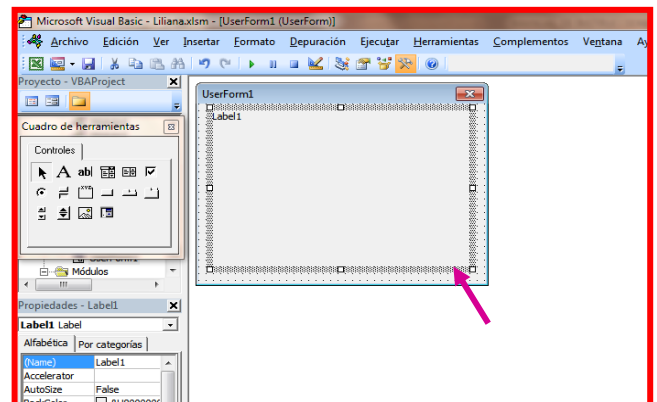 Microsoft Visual Basic - Liliana.xlsm - [UserForm1 (UserForm)]
Archivo Edición Ver Insertar Formato Depuración Ejecutar Herramientas Complementos Ventana Ay
Proyecto - VBAProject
UserForm1
Label1
Cuadro de herramientas
Controles
A abl
XYZ
Módulos
Propiedades - Label1
Label1 Label
Alfabética Por categorías
(Name) Label1
Accelerator
AutoSize False